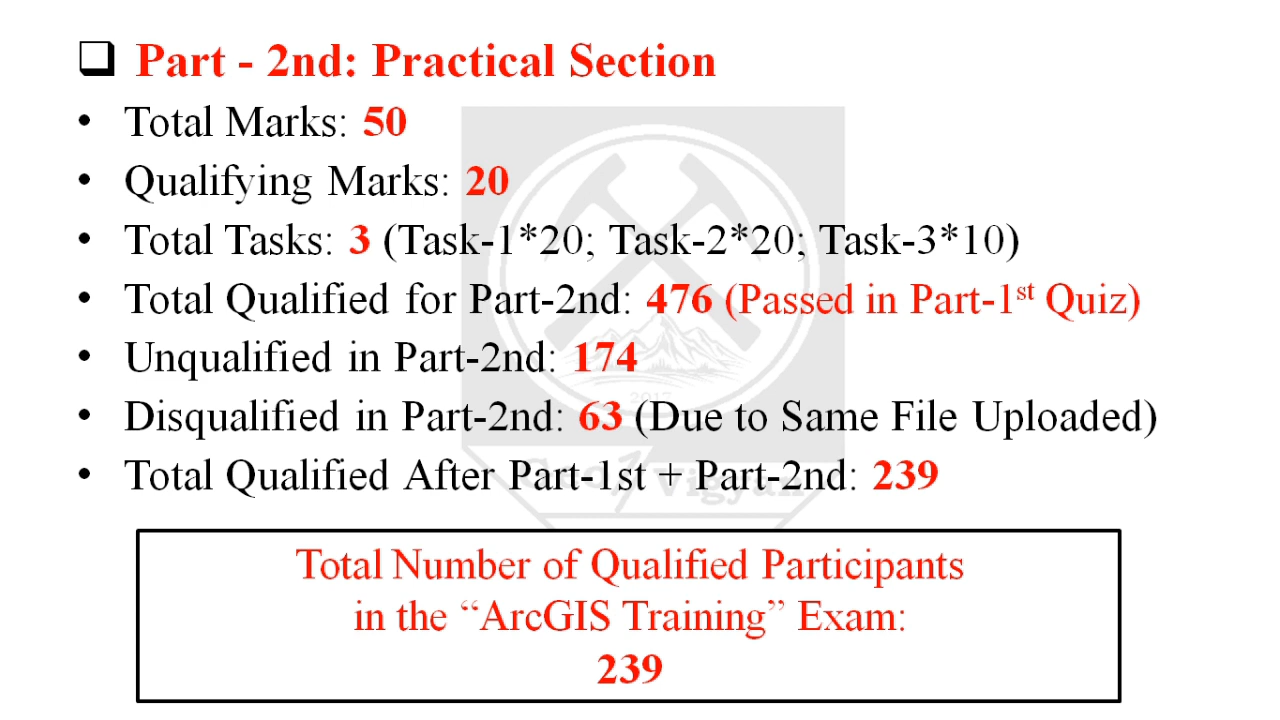 Part - 2nd: Practical Section
• Total Marks: 50
• Qualifying Marks: 20
• Total Tasks: 3 (Task-1*20; Task-2*20; Task-3*10)
• Total Qualified for Part-2nd: 476 (Passed in Part-1st Quiz)
• Unqualified in Part-2nd: 174
• Disqualified in Part-2nd: 63 (Due to Same File Uploaded)
2017
• Total Qualified After Part-1st + Part-2nd: 239
Vigyan
Total Number of Qualified Participants
in the “ArcGIS Training” Exam:
239